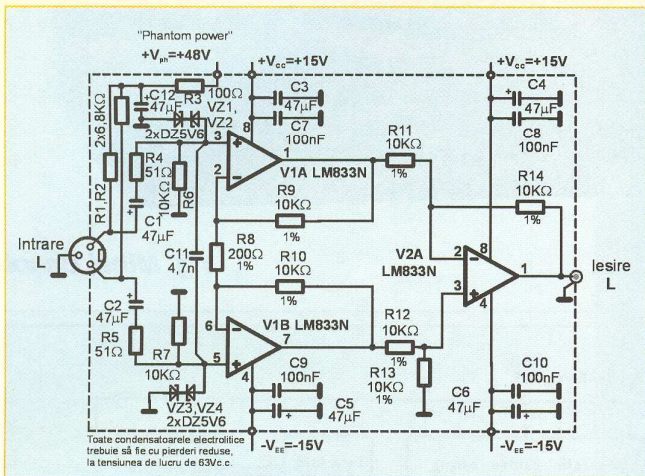 "Phantom power"
+Vph=+48V
+Vcc=+15V
+Vcc=+15V
C12
47µF
R3
100Ω
VZ1,
VZ2
2xDZ5V6
2x6,8KΩ
R1, R2
R4
51Ω
10KΩ
R6
C1
47µF
C3
47µF
C7
100nF
8
3
2
1
V1A LM833N
R11
10KΩ
1%
C4
47µF
C8
100nF
R14
10KΩ
1%
R9
10KΩ
1%
Intrare
L
C11
4,7n
R8
200Ω
1%
R10
10KΩ
1%
V2A
LM833N
2
3
8
4
1
Iesire
L
C2
47µF
R5
51Ω
R7
10KΩ
6
5
7
4
V1B LM833N
R12
10KΩ
1%
R13
10KΩ
1%
C9
100nF
C5
47µF
C10
100nF
C6
47µF
VZ3,VZ4
2xDZ5V6
Toate condensatoarele electrolitice
trebuie să fie cu pierderi reduse,
la tensiunea de lucru de 63Vc.c.
-VEE=-15V
-VEE=-15V